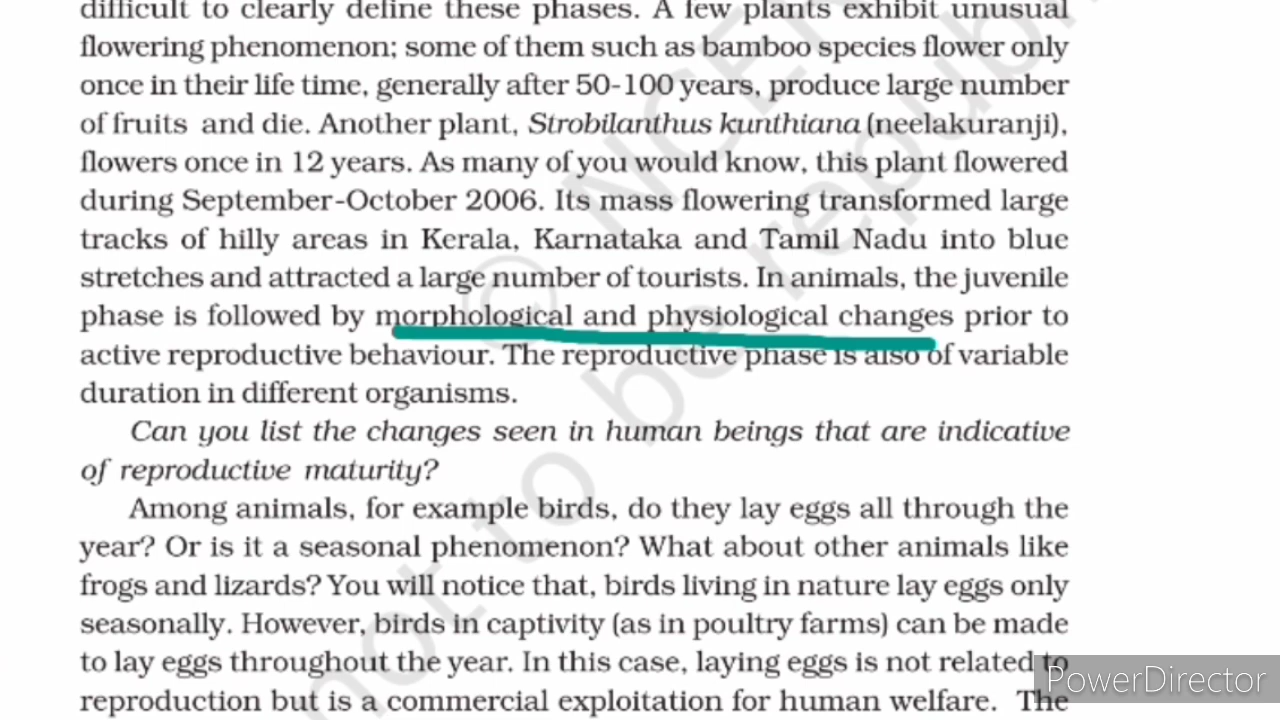 difficult to clearly define these phases. A few plants exhibit unusual
flowering phenomenon; some of them such as bamboo species flower only
once in their life time, generally after 50-100 years, produce large number
of fruits and die. Another plant, Strobilanthus kunthiana (neelakuranji),
flowers once in 12 years. As many of you would know, this plant flowered
during September-October 2006. Its mass flowering transformed large
tracks of hilly areas in Kerala, Karnataka and Tamil Nadu into blue
stretches and attracted a large number of tourists. In animals, the juvenile
phase is followed by morphological and physiological changes prior to
active reproductive behaviour. The reproductive phase is also of variable
duration in different organisms.
Can you list the changes seen in human beings that are indicative
of reproductive maturity?
Among animals, for example birds, do they lay eggs all through the
year? Or is it a seasonal phenomenon? What about other animals like
frogs and lizards? You will notice that, birds living in nature lay eggs only
seasonally. However, birds in captivity (as in poultry farms) can be made
to lay eggs throughout the year. In this case, laying eggs is not related to
reproduction but is a commercial exploitation for human welfare. The
PowerDirector
© NCER
not to be republ